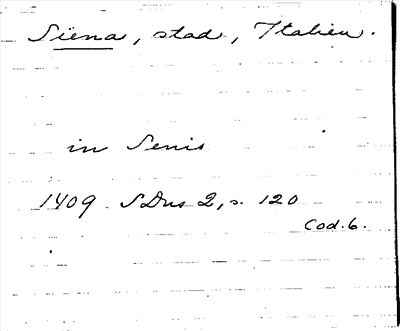 Siena, stad, Italien.
in Senis
1409 SDns 2, s. 120
Cod. 6.